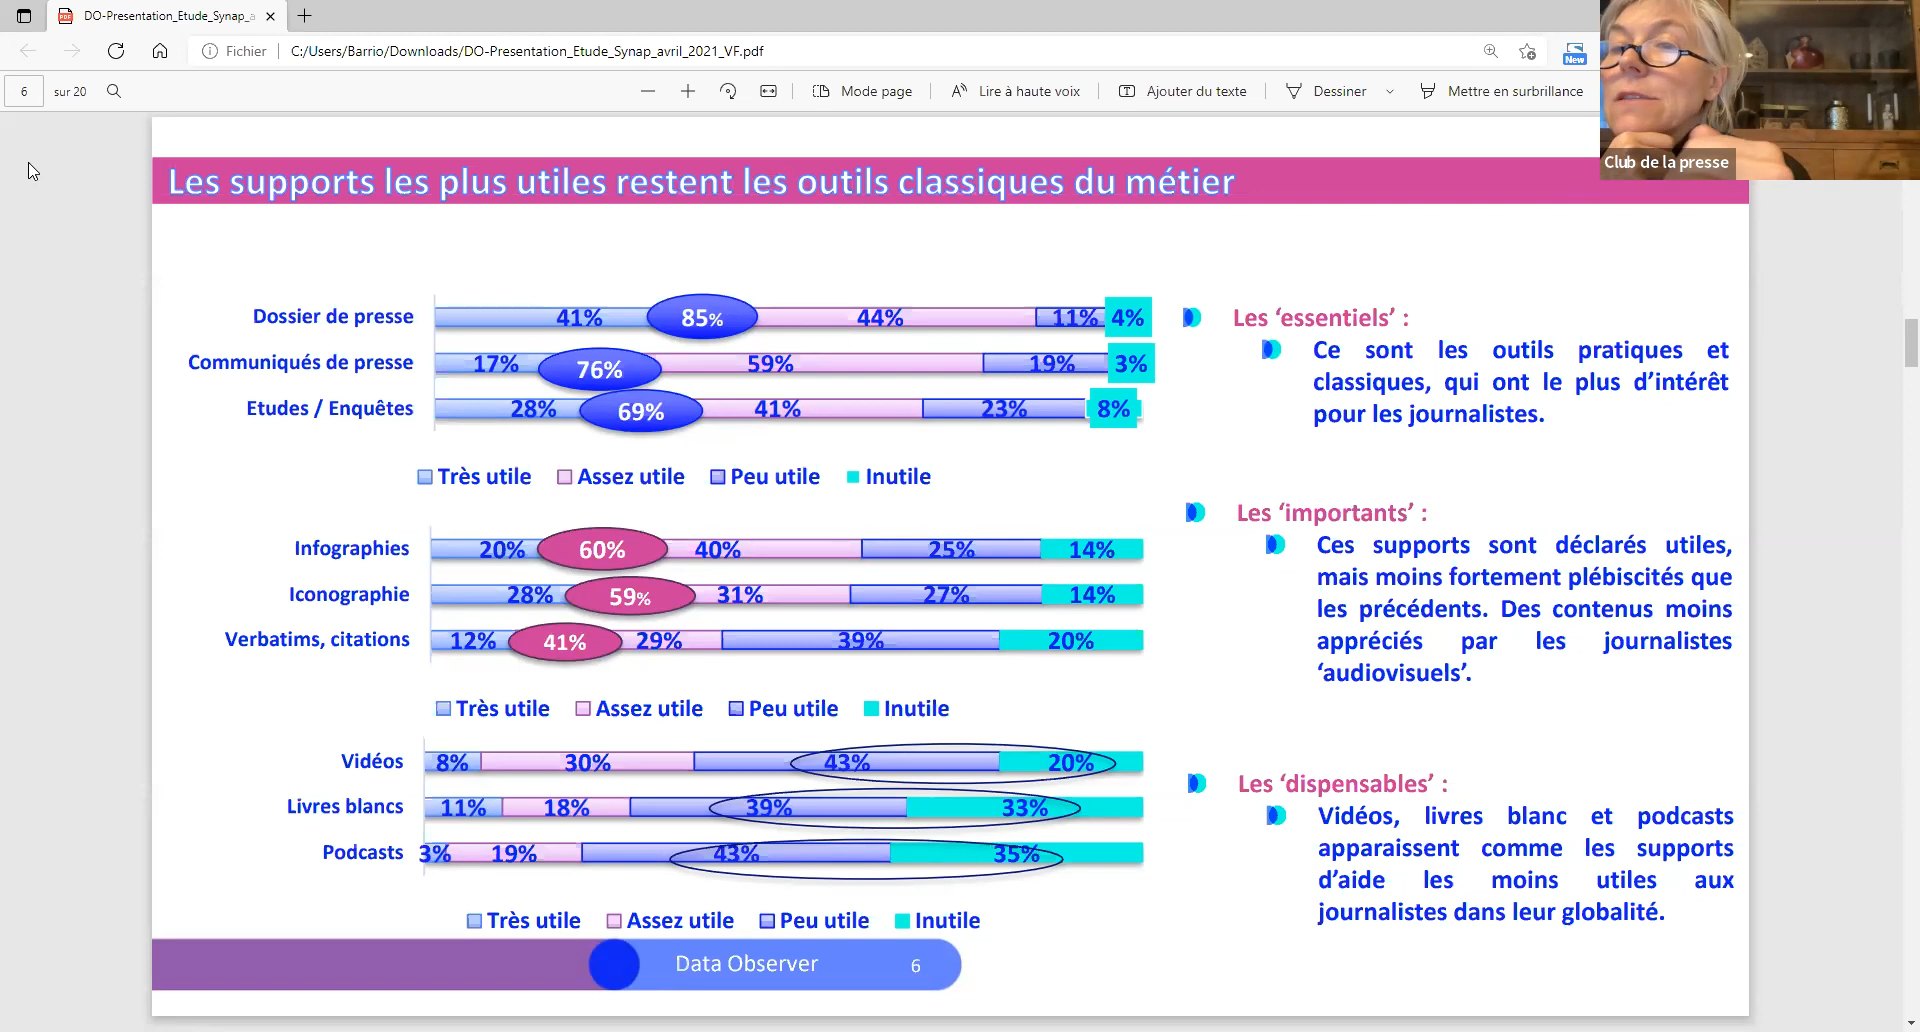 DO-Presentation_Etude_Synap_a
Fichier
C:/Users/Barrio/Downloads/DO-Presentation_Etude_Synap_avril_2021_VF.pdf
New
6 sur 20
Mode page
Lire à haute voix
Ajouter du texte
Dessiner
Mettre en surbrillance
Club de la presse
Les supports les plus utiles restent les outils classiques du métier
Dossier de presse 41% 85% 44% 11% 4%
Communiqués de presse 17% 76% 59% 19% 3%
Etudes / Enquêtes 28% 69% 41% 23% 8%
Très utile Assez utile Peu utile Inutile
Les ‘essentiels’ :
Ce sont les outils pratiques et
classiques, qui ont le plus d’intérêt
pour les journalistes.
Infographies 20% 60% 40% 25% 14%
Iconographie 28% 59% 31% 27% 14%
Verbatims, citations 12% 41% 29% 39% 20%
Très utile Assez utile Peu utile Inutile
Les ‘importants’ :
Ces supports sont déclarés utiles,
mais moins fortement plébiscités que
les précédents. Des contenus moins
appréciés par les journalistes
‘audiovisuels’.
Vidéos 8% 30% 43% 20%
Livres blancs 11% 18% 39% 33%
Podcasts 3% 19% 43% 35%
Très utile Assez utile Peu utile Inutile
Les ‘dispensables’ :
Vidéos, livres blanc et podcasts
apparaissent comme les supports
d’aide les moins utiles aux
journalistes dans leur globalité.
Data Observer 6